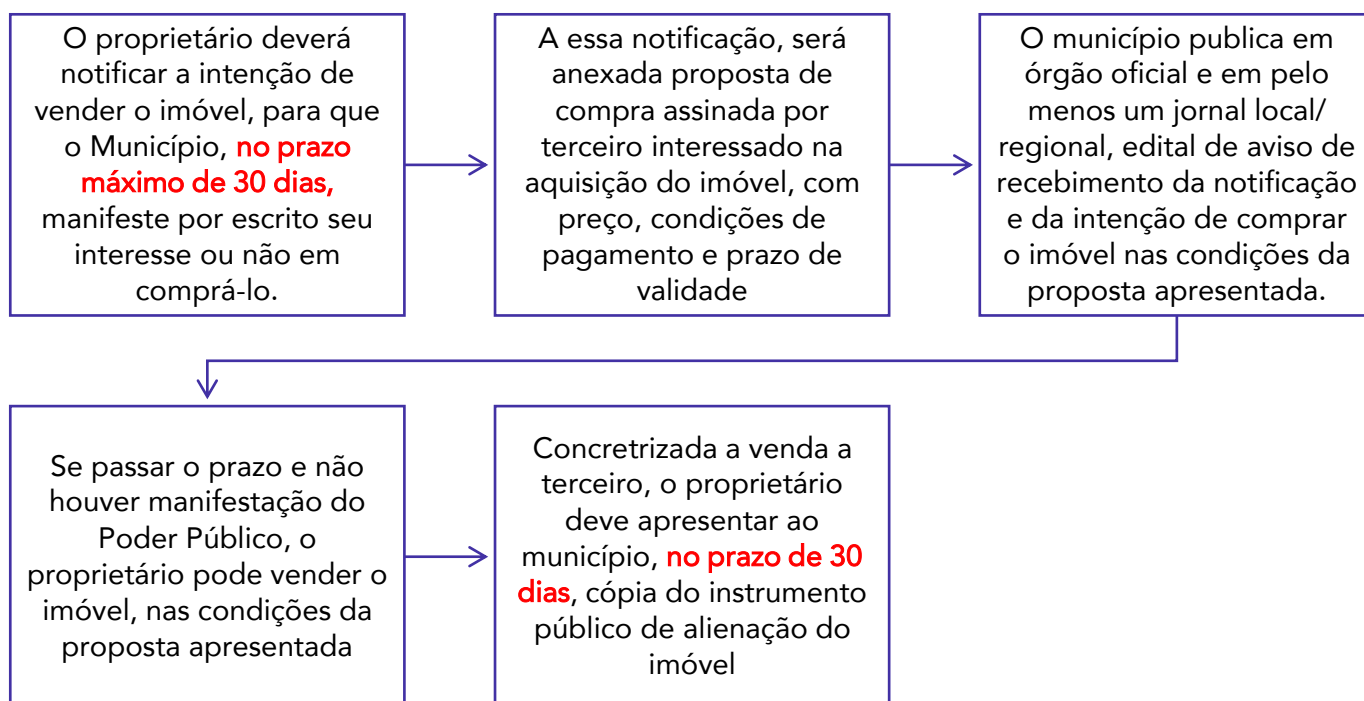 O proprietário deverá
notificar a intenção de
vender o imóvel, para que
o Município, no prazo
máximo de 30 dias,
manifeste por escrito seu
interesse ou não em
comprá-lo.
A essa notificação, será
anexada proposta de
compra assinada por
terceiro interessado na
aquisição do imóvel, com
preço, condições de
pagamento e prazo de
validade
O município publica em
órgão oficial e em pelo
menos um jornal local/
regional, edital de aviso de
recebimento da notificação
e da intenção de comprar
o imóvel nas condições da
proposta apresentada.
Se passar o prazo e não
houver manifestação do
Poder Público, o
proprietário pode vender o
imóvel, nas condições da
proposta apresentada
Concretrizada a venda a
terceiro, o proprietário
deve apresentar ao
município, no prazo de 30
dias, cópia do instrumento
público de alienação do
imóvel